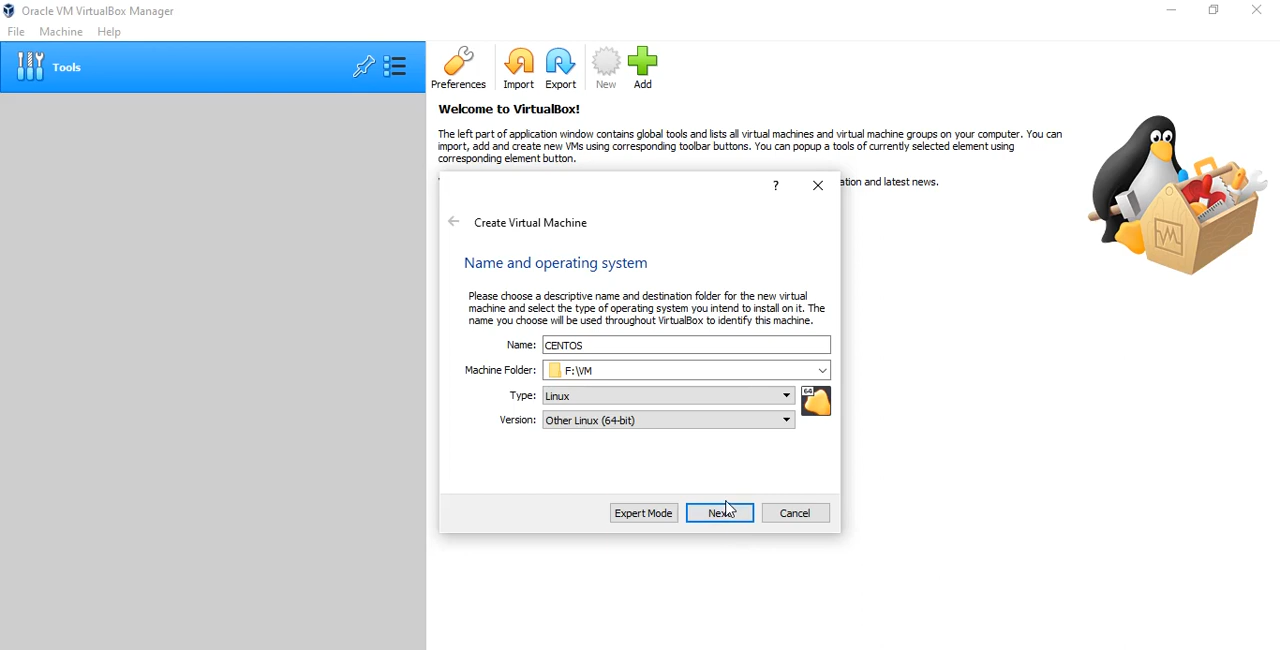 Oracle VM VirtualBox Manager
File Machine Help
Tools
Preferences Import Export New Add
Welcome to VirtualBox!
The left part of application window contains global tools and lists all virtual machines and virtual machine groups on your computer. You can
import, add and create new VMs using corresponding toolbar buttons. You can popup a tools of currently selected element using
corresponding element button.
ation and latest news.
?
Create Virtual Machine
Name and operating system
Please choose a descriptive name and destination folder for the new virtual
machine and select the type of operating system you intend to install on it. The
name you choose will be used throughout VirtualBox to identify this machine.
Name: CENTOS
Machine Folder: F:\VM
Type: Linux
64
Version: Other Linux (64-bit)
Expert Mode Next Cancel